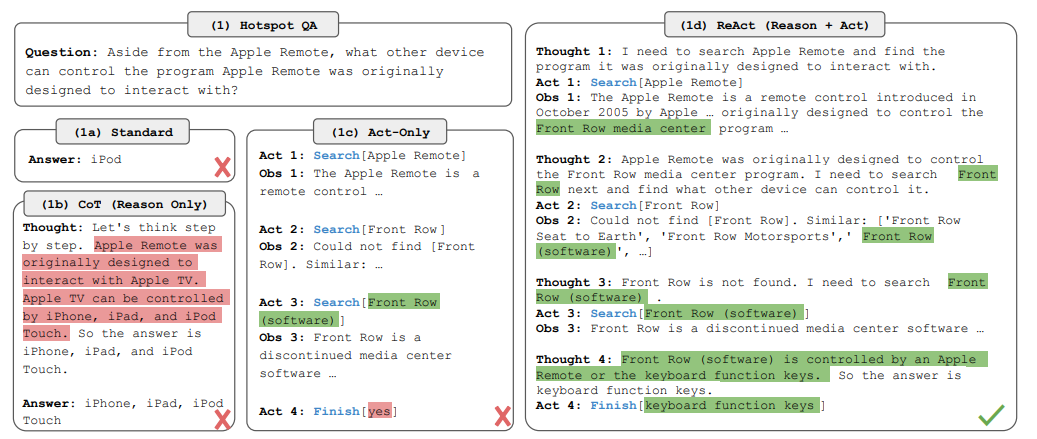 (1) Hotspot QA
Question: Aside from the Apple Remote, what other device
can control the program Apple Remote was originally
designed to interact with?
(1a) Standard
Answer: iPod
(1b) CoT (Reason Only)
Thought: Let's think step
by step. Apple Remote was
originally designed to
interact with Apple TV.
Apple TV can be controlled
by iPhone, iPad, and iPod
Touch. So the answer is
iPhone, iPad, and iPod
Touch.
Answer: iPhone, iPad, iPod
Touch
(1c) Act-Only
Act 1: Search[Apple Remote]
Obs 1: The Apple Remote is a
remote control …
Act 2: Search[Front Row]
Obs 2: Could not find [Front
Row]. Similar: …
Act 3: Search[Front Row
(software)]
Obs 3: Front Row is a
discontinued media center
software …
Act 4: Finish[yes]
(1d) ReAct (Reason + Act)
Thought 1: I need to search Apple Remote and find the
program it was originally designed to interact with.
Act 1: Search[Apple Remote]
Obs 1: The Apple Remote is a remote control introduced in
October 2005 by Apple … originally designed to control the
Front Row media center program …
Thought 2: Apple Remote was originally designed to control
the Front Row media center program. I need to search Front
Row next and find what other device can control it.
Act 2: Search[Front Row]
Obs 2: Could not find [Front Row]. Similar: ['Front Row
Seat to Earth', 'Front Row Motorsports',' Front Row
(software)', …]
Thought 3: Front Row is not found. I need to search Front
Row (software) .
Act 3: Search[Front Row (software)]
Obs 3: Front Row is a discontinued media center software …
Thought 4: Front Row (software) is controlled by an Apple
Remote or the keyboard function keys. So the answer is
keyboard function keys.
Act 4: Finish[keyboard function keys ]